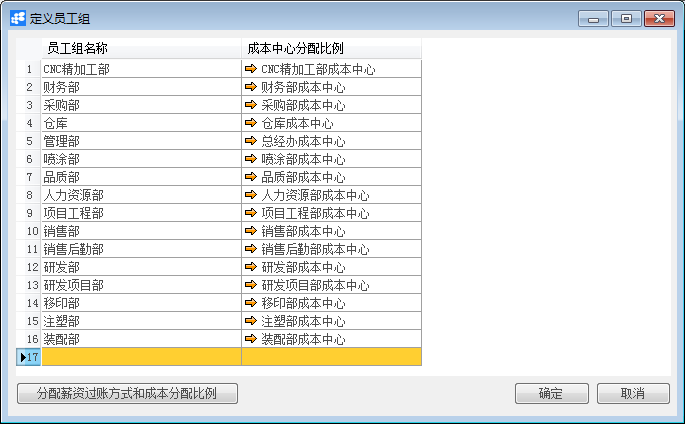 定义员工组
员工组名称 成本中心分配比例
1 CNC精加工部 CNC精加工部成本中心
2 财务部 财务部成本中心
3 采购部 采购部成本中心
4 仓库 仓库成本中心
5 管理部 总经办成本中心
6 喷涂部 喷涂部成本中心
7 品质部 品质部成本中心
8 人力资源部 人力资源部成本中心
9 项目工程部 项目工程部成本中心
10 销售部 销售部成本中心
11 销售后勤部 销售后勤部成本中心
12 研发部 研发部成本中心
13 研发项目部 研发项目部成本中心
14 移印部 移印部成本中心
15 注塑部 注塑部成本中心
16 装配部 装配部成本中心
17
分配薪资过账方式和成本分配比例 确定 取消